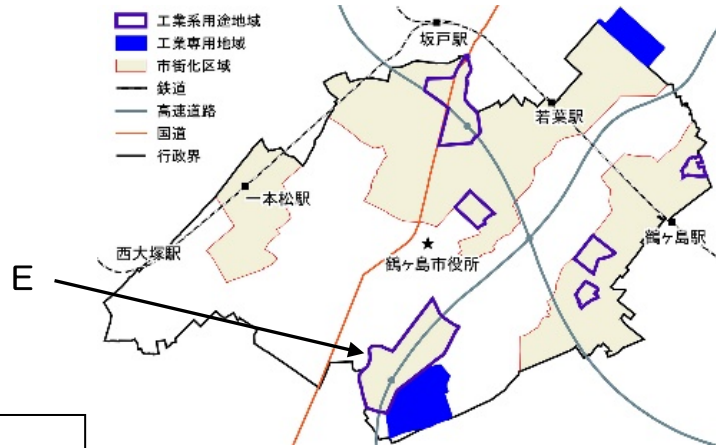 工業系用途地域
工業専用地域
市街化区域
鉄道
高速道路
国道
行政界
坂戸駅
若葉駅
一本松駅
西大塚駅
鶴ヶ島駅
鶴ヶ島市役所
E